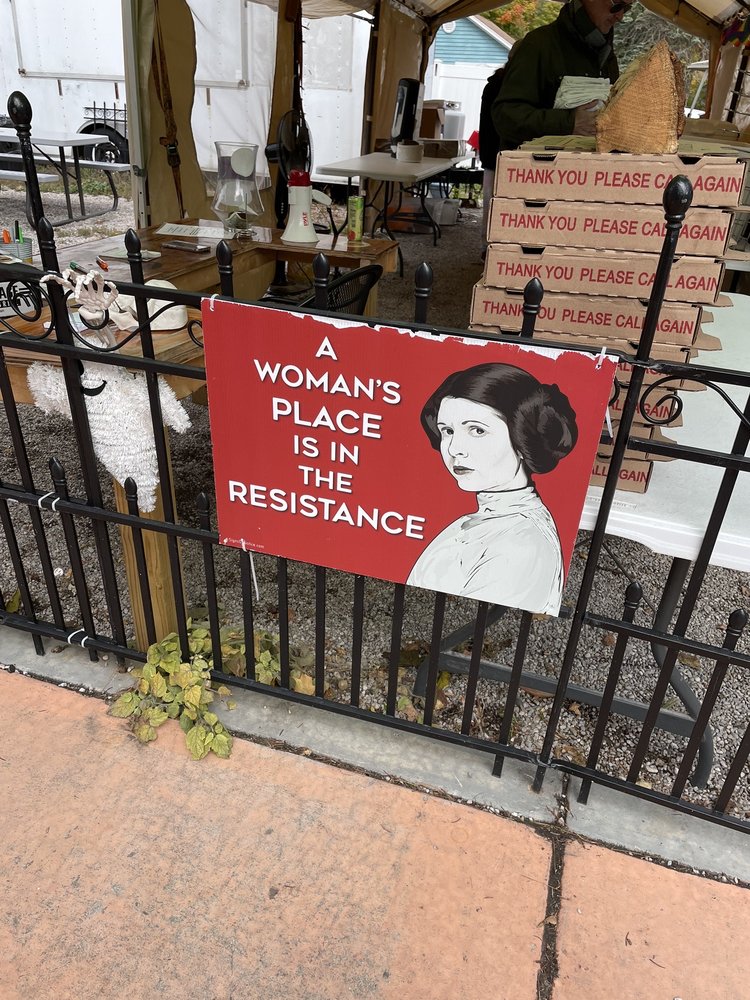 THANK YOU PLEASE CALL AGAIN
THANK YOU PLEASE CALL AGAIN
THANK YOU PLEASE CALL AGAIN
THANK YOU PLEASE CALL AGAIN
A
WOMAN'S
PLACE
IS IN
THE
RESISTANCE